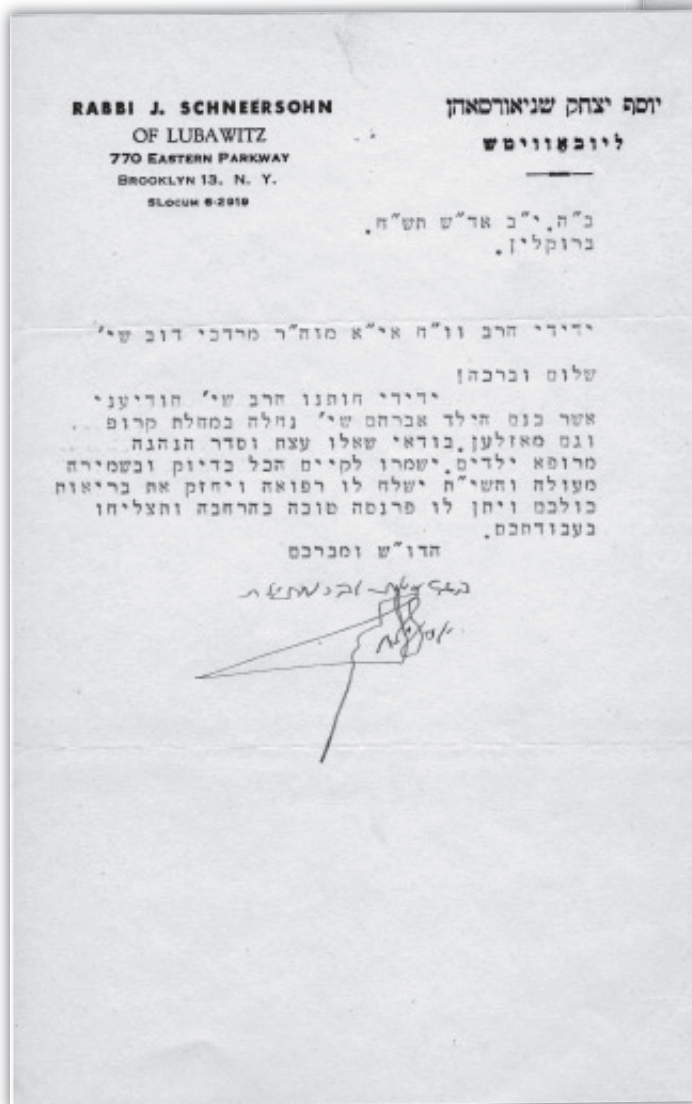 RABBI J. SCHNEERSOHN
OF LUBAWITZ
770 EASTERN PARKWAY
BROOKLYN 13. N. Y.
SLOCUM 6-2919
יוסף יצחק שניאורסאהן
ליובאוויטש
ב"ה. י"ב אד"ש תש"ח.
ברוקלין.
ידידי הרב וו"ח אי"א מוה"ר מרדכי דוב שי'
שלום וברכה!
ידידי חותנו הרב שי' הודיעני
אשר בנם הילד אברהם שי' נחלה במחלת קרופ
וגם מאזלען. בודאי שאלו עצת וסדר הנהגה
מרופא ילדים. ישמרו לקיים הכל בדיוק ובשמירה
מעולה והשי"ת ישלח לו רפואה ויחזק את בריאות
כולכם ויתן לו פרנסה טובה בהרחבה ותצליחו
בעבודתכם.
הדו"ש ומברכם